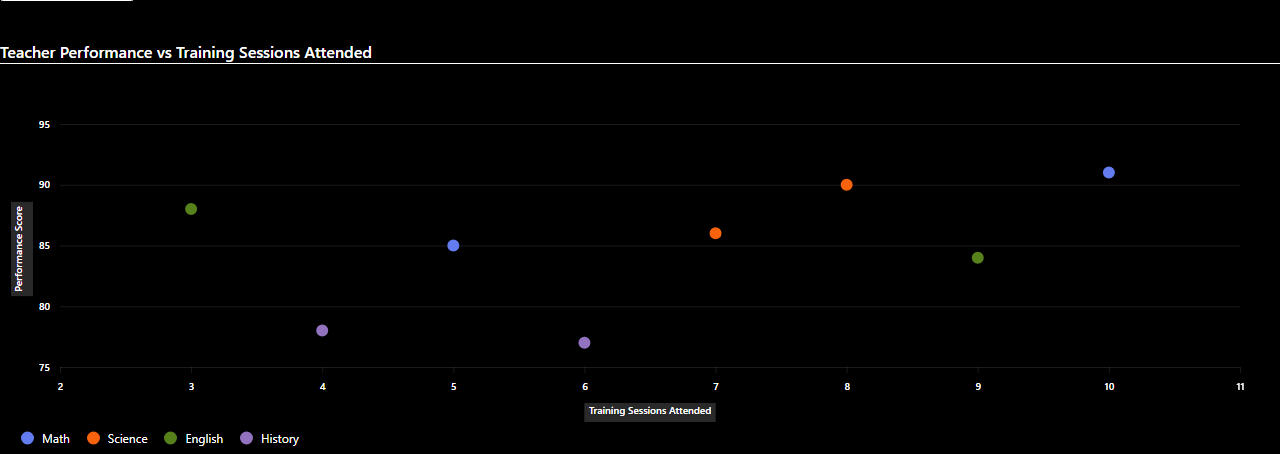 Teacher Performance vs Training Sessions Attended
95
90
85
80
75
Performance Score
2 3 4 5 6 7 8 9 10 11
Training Sessions Attended
Math Science English History